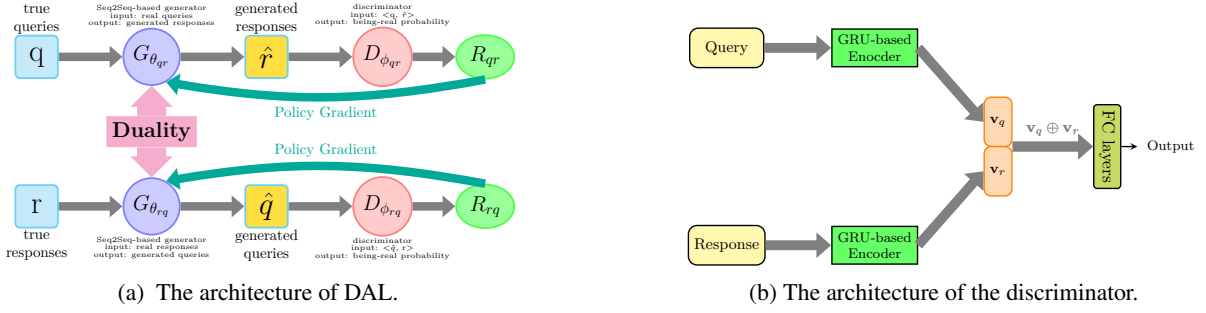 true
queries
Seq2Seq-based generator
input: real queries
output: generated responses
generated
responses
discriminator
input: <q, r̂>
output: being-real probability
q
G_θqr
r̂
D_ϕqr
R_qr
Policy Gradient
Duality
Policy Gradient
r
G_θrq
q̂
D_ϕrq
R_rq
true
responses
Seq2Seq-based generator
input: real responses
output: generated queries
generated
queries
discriminator
input: <q̂, r>
output: being-real probability
(a) The architecture of DAL.
Query
GRU-based
Enocder
v_q
v_r
v_q ⊕ v_r
FC layers
Output
Response
GRU-based
Encoder
(b) The architecture of the discriminator.